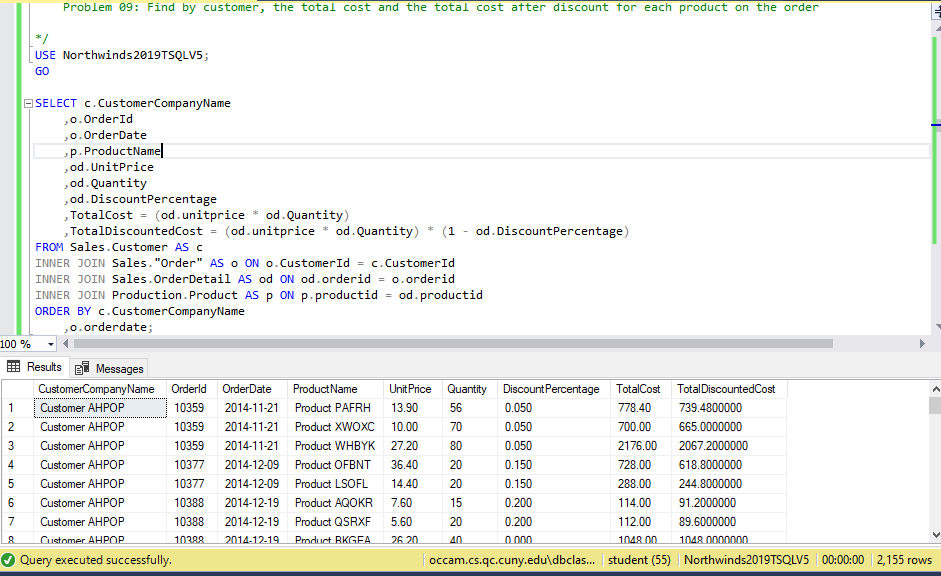 Problem 09: Find by customer, the total cost and the total cost after discount for each product on the order
*/
USE Northwinds2019TSQLV5;
GO
SELECT c.CustomerCompanyName
,o.OrderId
,o.OrderDate
,p.ProductName
,od.UnitPrice
,od.Quantity
,od.DiscountPercentage
,TotalCost = (od.unitprice * od.Quantity)
,TotalDiscountedCost = (od.unitprice * od.Quantity) * (1 - od.DiscountPercentage)
FROM Sales.Customer AS c
INNER JOIN Sales."Order" AS o ON o.CustomerId = c.CustomerId
INNER JOIN Sales.OrderDetail AS od ON od.orderid = o.orderid
INNER JOIN Production.Product AS p ON p.productid = od.productid
ORDER BY c.CustomerCompanyName
,o.orderdate;
100 %
Results Messages
CustomerCompanyName OrderId OrderDate ProductName UnitPrice Quantity DiscountPercentage TotalCost TotalDiscountedCost
1 Customer AHPOP 10359 2014-11-21 Product PAFRH 13.90 56 0.050 778.40 739.4800000
2 Customer AHPOP 10359 2014-11-21 Product XWOXC 10.00 70 0.050 700.00 665.0000000
3 Customer AHPOP 10359 2014-11-21 Product WHBYK 27.20 80 0.050 2176.00 2067.2000000
4 Customer AHPOP 10377 2014-12-09 Product OFBNT 36.40 20 0.150 728.00 618.8000000
5 Customer AHPOP 10377 2014-12-09 Product LSOFL 14.40 20 0.150 288.00 244.8000000
6 Customer AHPOP 10388 2014-12-19 Product AQOKR 7.60 15 0.200 114.00 91.2000000
7 Customer AHPOP 10388 2014-12-19 Product QSRXF 5.60 20 0.200 112.00 89.6000000
8 Customer AHPOP 10388 2014-12-19 Product BKGEA 26.20 40 0.000 1048.00 1048.0000000
Query executed successfully. occam.cs.qc.cuny.edu\dbclas... student (55) Northwinds2019TSQLV5 00:00:00 2,155 rows